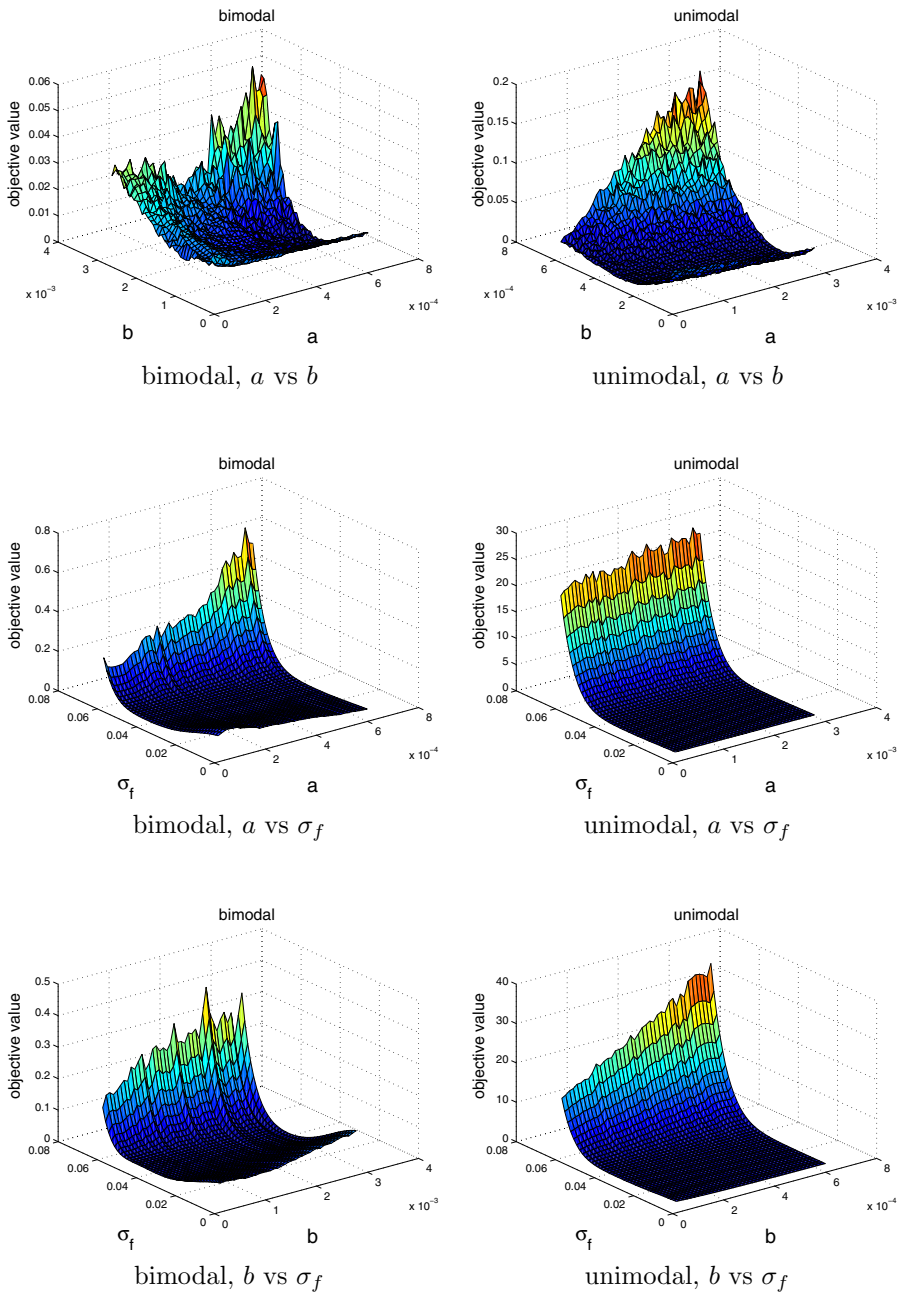 bimodal
0.06
0.05
0.04
0.03
0.02
0.01
0
objective value
4
3
2
1
0
x 10⁻³
b
0
2
4
6
8
x 10⁻⁴
a
bimodal, a vs b
unimodal
0.2
0.15
0.1
0.05
0
objective value
8
6
4
2
x 10⁻⁴
b
0
1
2
3
4
x 10⁻³
a
unimodal, a vs b
bimodal
0.8
0.6
0.4
0.2
0
objective value
0.08
0.06
0.04
0.02
0
σf
0
2
4
6
8
x 10⁻⁴
a
bimodal, a vs σf
unimodal
30
25
20
15
10
5
0
objective value
0.08
0.06
0.04
0.02
0
σf
0
1
2
3
4
x 10⁻³
a
unimodal, a vs σf
bimodal
0.5
0.4
0.3
0.2
0.1
0
objective value
0.08
0.06
0.04
0.02
0
σf
0
1
2
3
4
x 10⁻³
b
bimodal, b vs σf
unimodal
40
30
20
10
0
objective value
0.08
0.06
0.04
0.02
0
σf
0
2
4
6
8
x 10⁻⁴
b
unimodal, b vs σf